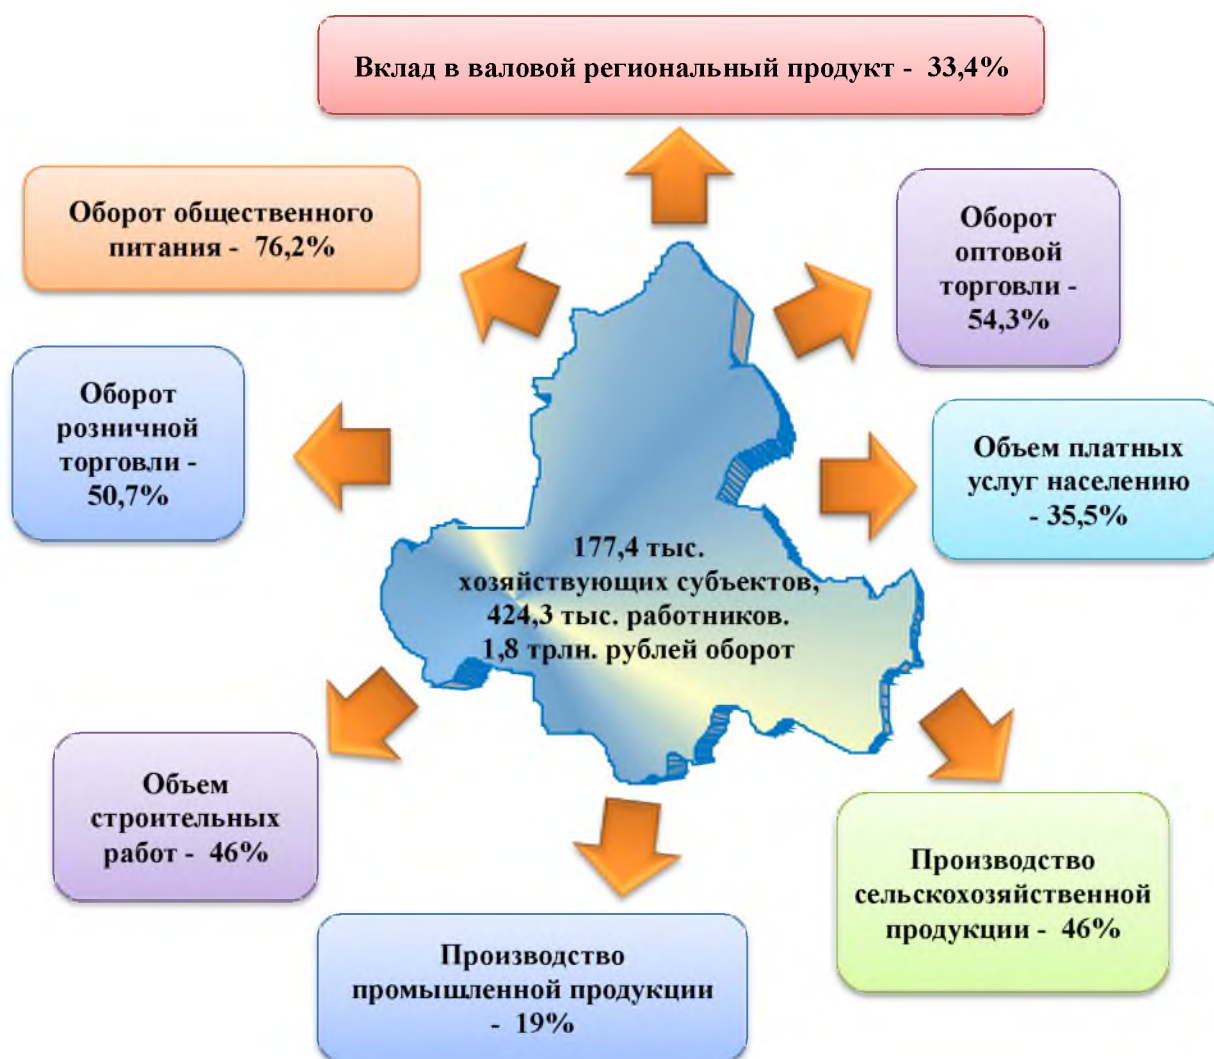 Вклад в валовой региональный продукт - 33,4%
Оборот общественного
питания - 76,2%
Оборот
оптовой
торговли -
54,3%
Оборот
розничной
торговли -
50,7%
Объем платных
услуг населению
- 35,5%
177,4 тыс.
хозяйствующих субъектов,
424,3 тыс. работников.
1,8 трлн. рублей оборот
Объем
строительных
работ - 46%
Производство
сельскохозяйственной
продукции - 46%
Производство
промышленной продукции
- 19%